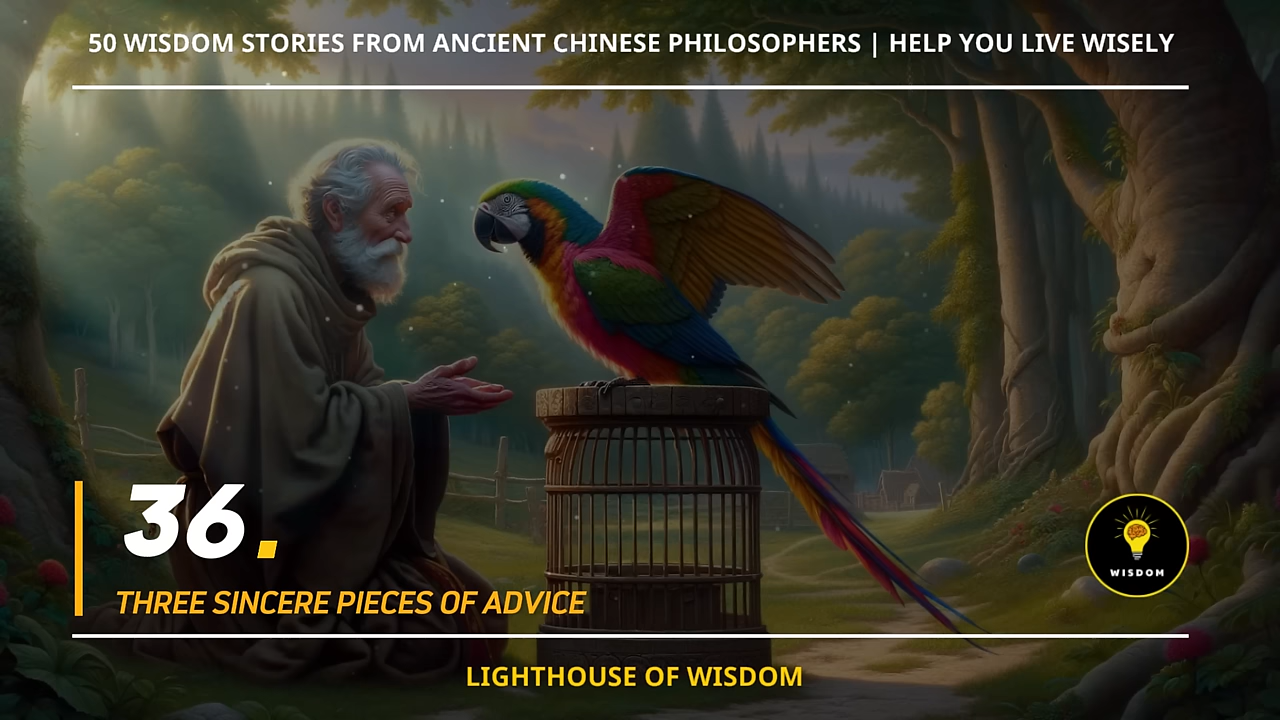 50 WISDOM STORIES FROM ANCIENT CHINESE PHILOSOPHERS | HELP YOU LIVE WISELY
36.
THREE SINCERE PIECES OF ADVICE
WISDOM
LIGHTHOUSE OF WISDOM